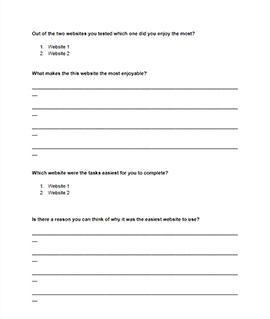 Out of the two websites you tested which one did you enjoy the most?
1. Website 1
2. Website 2
What makes the this website the most enjoyable?
Which website were the tasks easiest for you to complete?
1. Website 1
2. Website 2
Is there a reason you can think of why it was the easiest website to use?